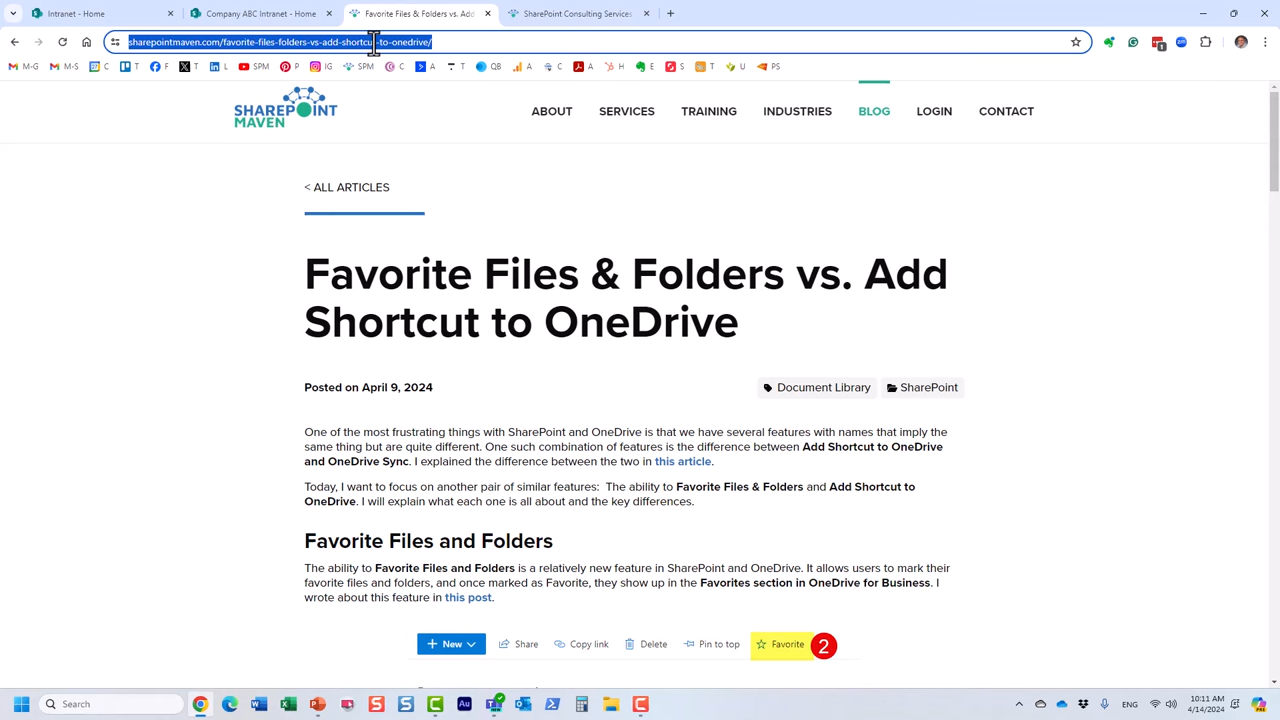 Intranet - Home
Company ABC Intranet - Home
Favorite Files & Folders vs. Add
SharePoint Consulting Services
sharepointmaven.com/favorite-files-folders-vs-add-shortcut-to-onedrive/
M-G
M-S
C
T
F
T
L
SPM
P
IG
SPM
C
A
T
QB
A
C
A
H
E
S
T
U
PS
SHAREPOINT
MAVEN
ABOUT SERVICES TRAINING INDUSTRIES BLOG LOGIN CONTACT
< ALL ARTICLES
Favorite Files & Folders vs. Add
Shortcut to OneDrive
Posted on April 9, 2024
Document Library
SharePoint
One of the most frustrating things with SharePoint and OneDrive is that we have several features with names that imply the
same thing but are quite different. One such combination of features is the difference between Add Shortcut to OneDrive
and OneDrive Sync. I explained the difference between the two in this article.
Today, I want to focus on another pair of similar features:  The ability to Favorite Files & Folders and Add Shortcut to
OneDrive. I will explain what each one is all about and the key differences.
Favorite Files and Folders
The ability to Favorite Files and Folders is a relatively new feature in SharePoint and OneDrive. It allows users to mark their
favorite files and folders, and once marked as Favorite, they show up in the Favorites section in OneDrive for Business. I
wrote about this feature in this post.
+ New
Share
Copy link
Delete
Pin to top
Favorite
2
Search
ENG
4/14/2024